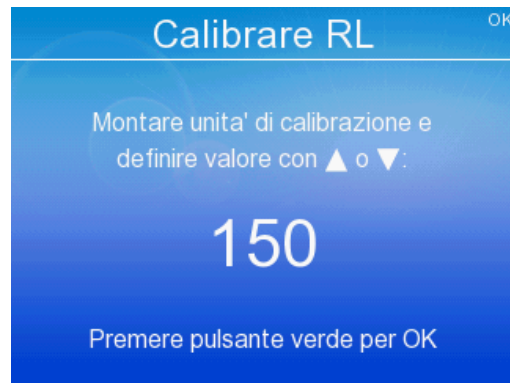 OK
Calibrare RL
Montare unita' di calibrazione e
definire valore con ▲ o ▼:
150
Premere pulsante verde per OK